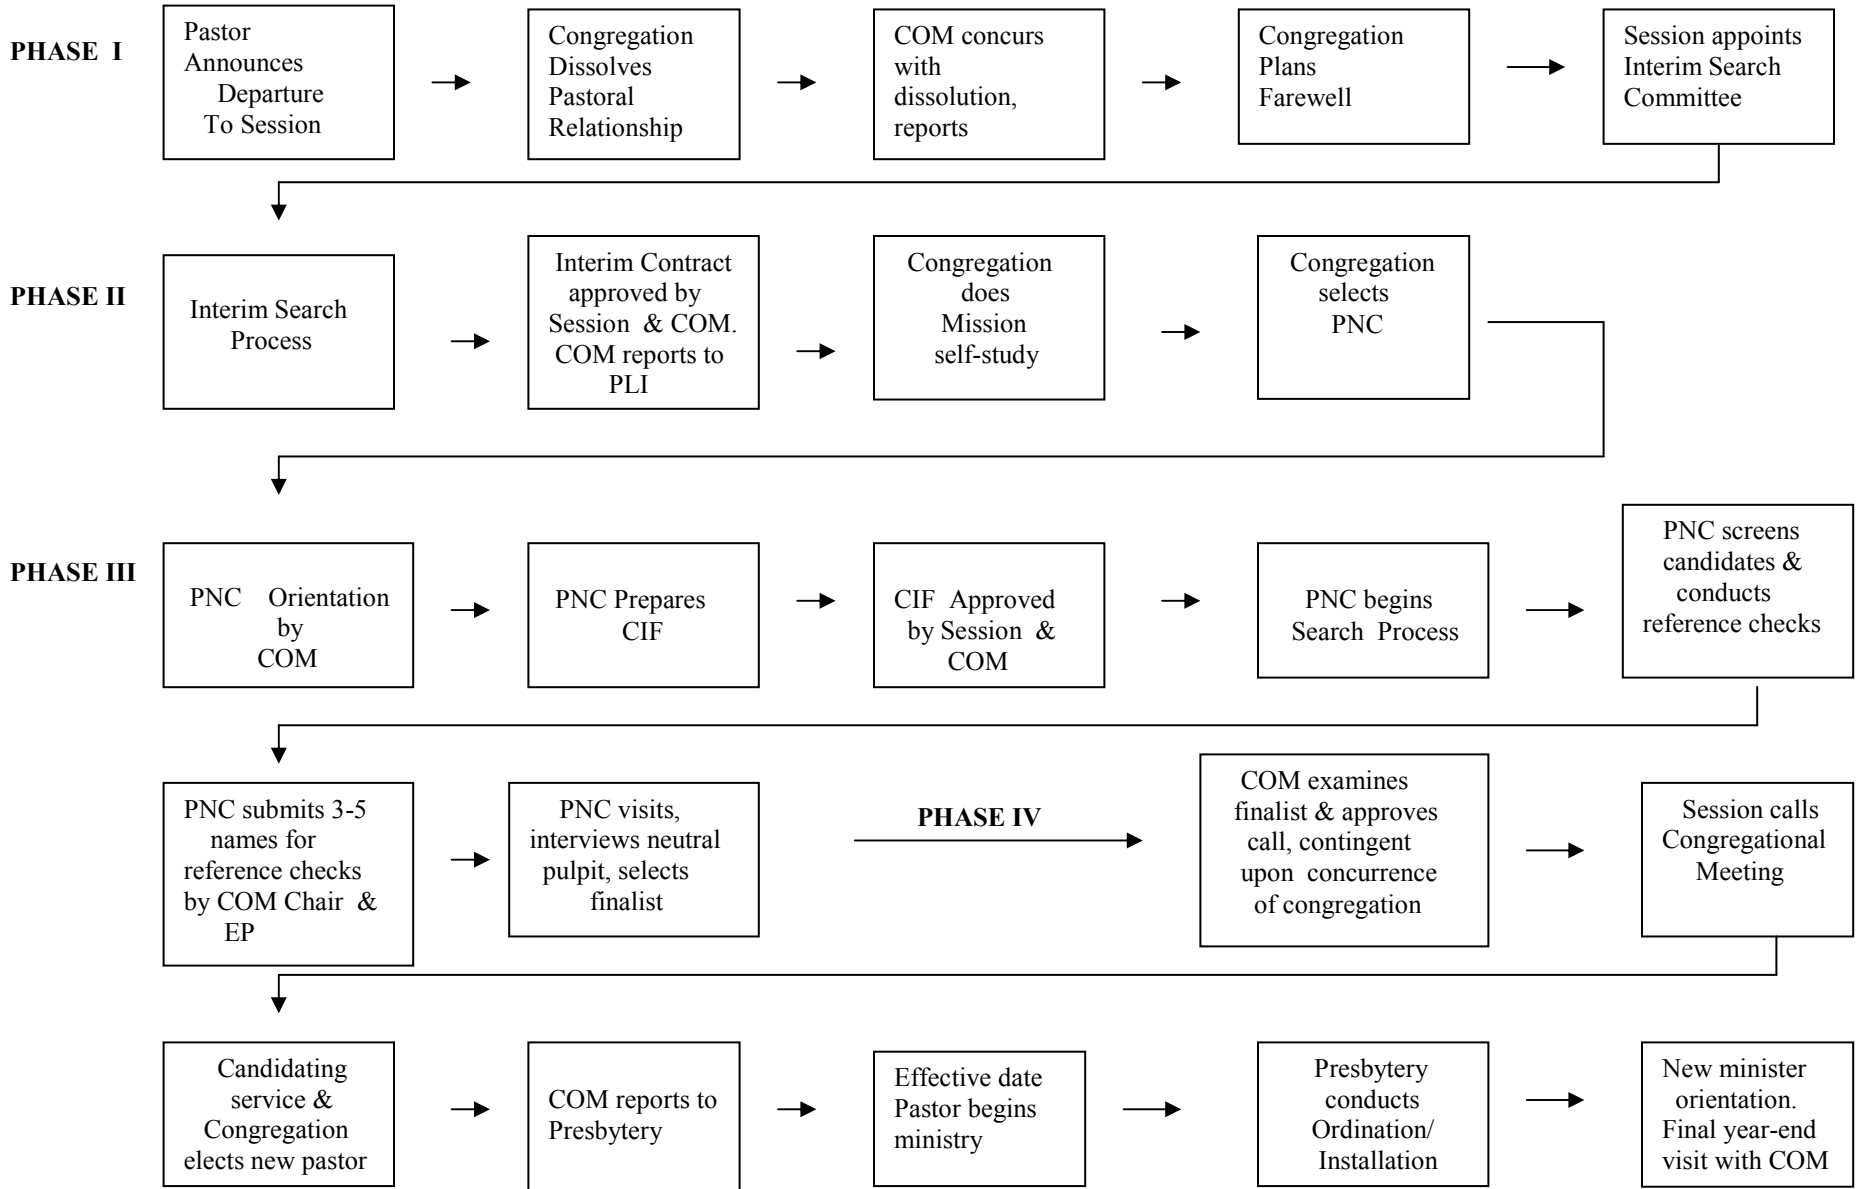 PHASE I
Pastor
Announces
Departure
To Session
Congregation
Dissolves
Pastoral
Relationship
COM concurs
with
dissolution,
reports
Congregation
Plans
Farewell
Session appoints
Interim Search
Committee
PHASE II
Interim Search
Process
Interim Contract
approved by
Session & COM.
COM reports to
PLI
Congregation
does
Mission
self-study
Congregation
selects
PNC
PHASE III
PNC Orientation
by
COM
PNC Prepares
CIF
CIF Approved
by Session &
COM
PNC begins
Search Process
PNC screens
candidates &
conducts
reference checks
PNC submits 3-5
names for
reference checks
by COM Chair &
EP
PNC visits,
interviews neutral
pulpit, selects
finalist
PHASE IV
COM examines
finalist & approves
call, contingent
upon concurrence
of congregation
Session calls
Congregational
Meeting
Candidating
service &
Congregation
elects new pastor
COM reports to
Presbytery
Effective date
Pastor begins
ministry
Presbytery
conducts
Ordination/
Installation
New minister
orientation.
Final year-end
visit with COM